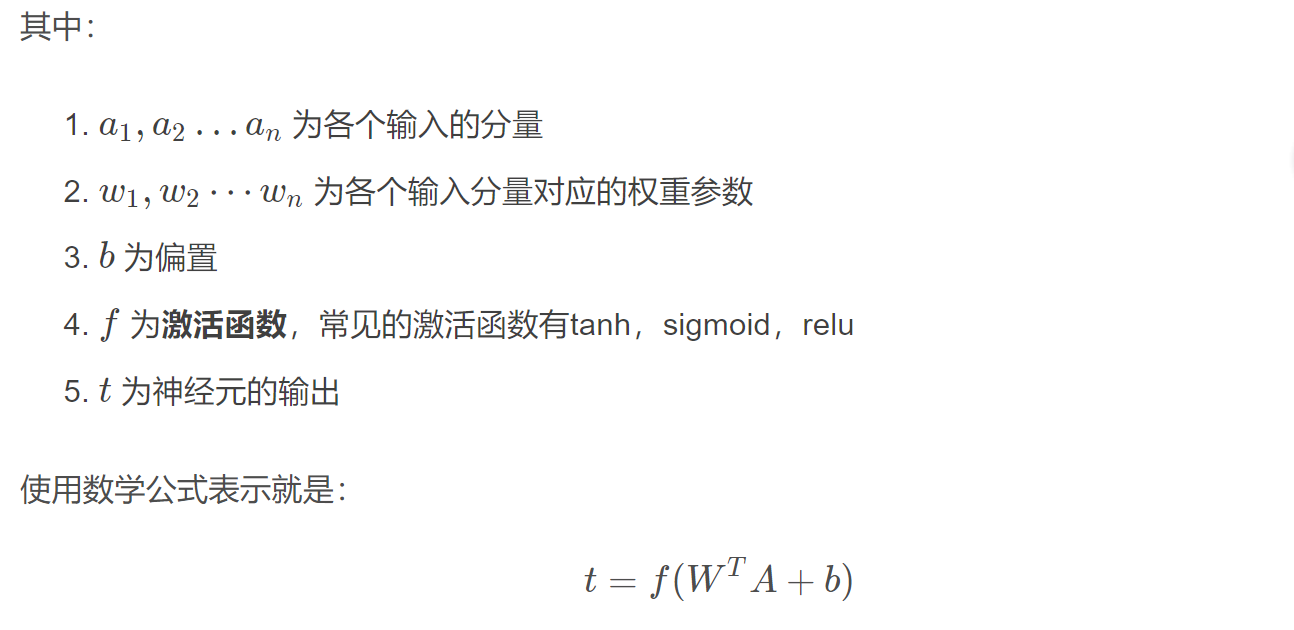 其中：
1. a₁, a₂ … aₙ 为各个输入的分量
2. w₁, w₂ ⋯ wₙ 为各个输入分量对应的权重参数
3. b 为偏置
4. f 为激活函数，常见的激活函数有tanh，sigmoid，relu
5. t 为神经元的输出
使用数学公式表示就是：
t = f(WᵀA + b)